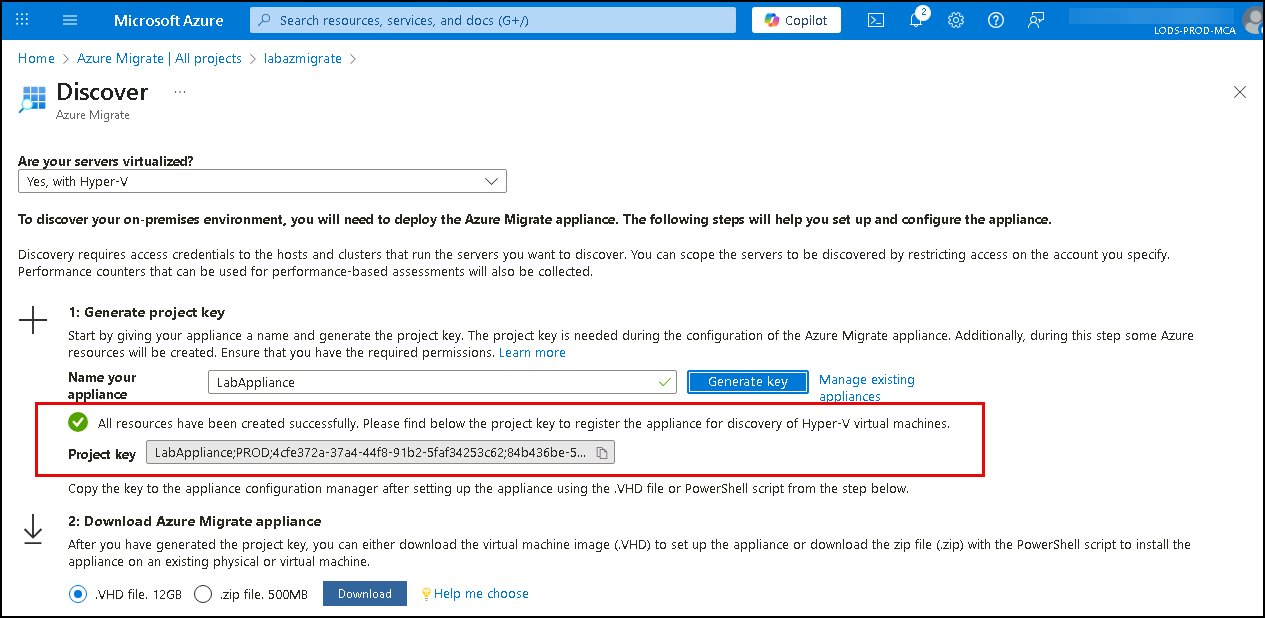 Microsoft Azure
Search resources, services, and docs (G+/)
Copilot
2
LODS-PROD-MCA
Home > Azure Migrate | All projects > labazmigrate >
Discover ...
Azure Migrate
Are your servers virtualized?
Yes, with Hyper-V
To discover your on-premises environment, you will need to deploy the Azure Migrate appliance. The following steps will help you set up and configure the appliance.
Discovery requires access credentials to the hosts and clusters that run the servers you want to discover. You can scope the servers to be discovered by restricting access on the account you specify.
Performance counters that can be used for performance-based assessments will also be collected.
1: Generate project key
Start by giving your appliance a name and generate the project key. The project key is needed during the configuration of the Azure Migrate appliance. Additionally, during this step some Azure
resources will be created. Ensure that you have the required permissions. Learn more
Name your
appliance
LabAppliance
Generate key
Manage existing
appliances
All resources have been created successfully. Please find below the project key to register the appliance for discovery of Hyper-V virtual machines.
Project key
LabAppliance;PROD;4cfe372a-37a4-44f8-91b2-5faf34253c62;84b436be-5...
Copy the key to the appliance configuration manager after setting up the appliance using the .VHD file or PowerShell script from the step below.
2: Download Azure Migrate appliance
After you have generated the project key, you can either download the virtual machine image (.VHD) to set up the appliance or download the zip file (.zip) with the PowerShell script to install the
appliance on an existing physical or virtual machine.
.VHD file. 12GB
.zip file. 500MB
Download
Help me choose